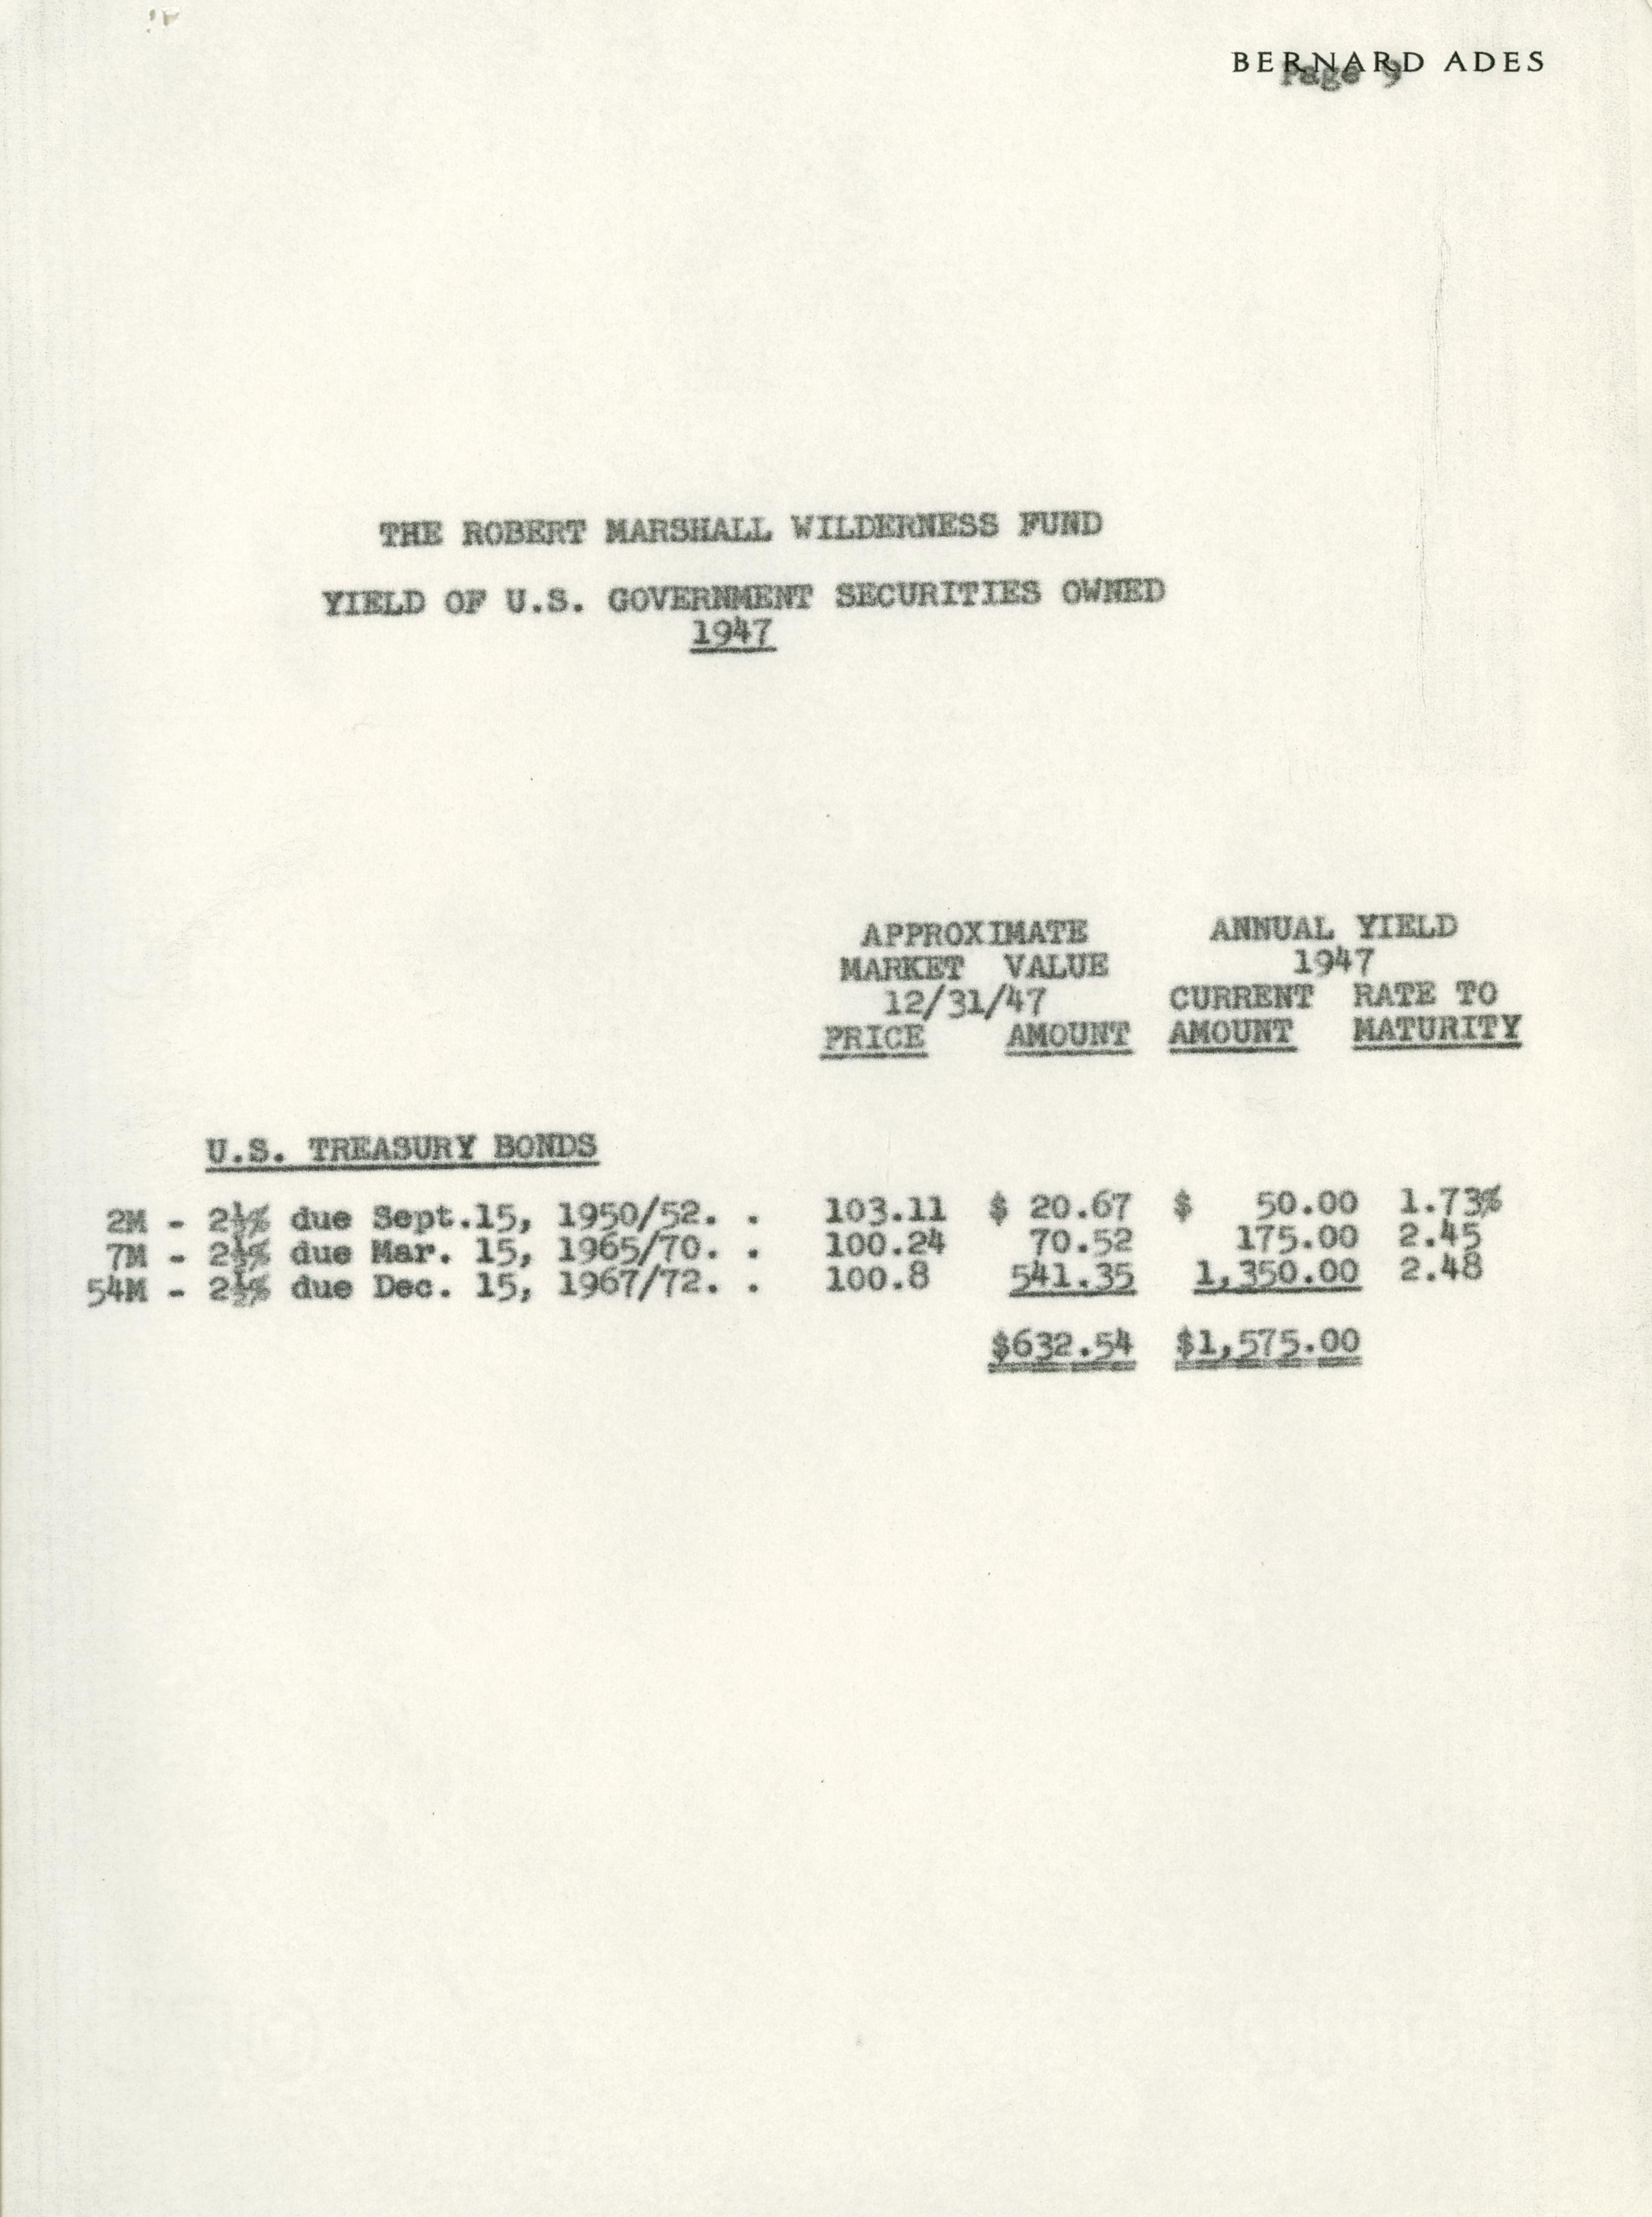 BERNARD ADES
Page 9
THE ROBERT MARSHALL WILDERNESS FUND
YIELD OF U.S. GOVERNMENT SECURITIES OWNED
1947
APPROXIMATE ANNUAL YIELD
MARKET VALUE 1947
12/31/47 CURRENT RATE TO
PRICE AMOUNT AMOUNT MATURITY
U.S. TREASURY BONDS
2M - 2½% due Sept.15, 1950/52. . 103.11 $ 20.67 $ 50.00 1.73%
7M - 2½% due Mar. 15, 1965/70. . 100.24 70.52 175.00 2.45
54M - 2½% due Dec. 15, 1967/72. . 100.8 541.35 1,350.00 2.48
$632.54 $1,575.00